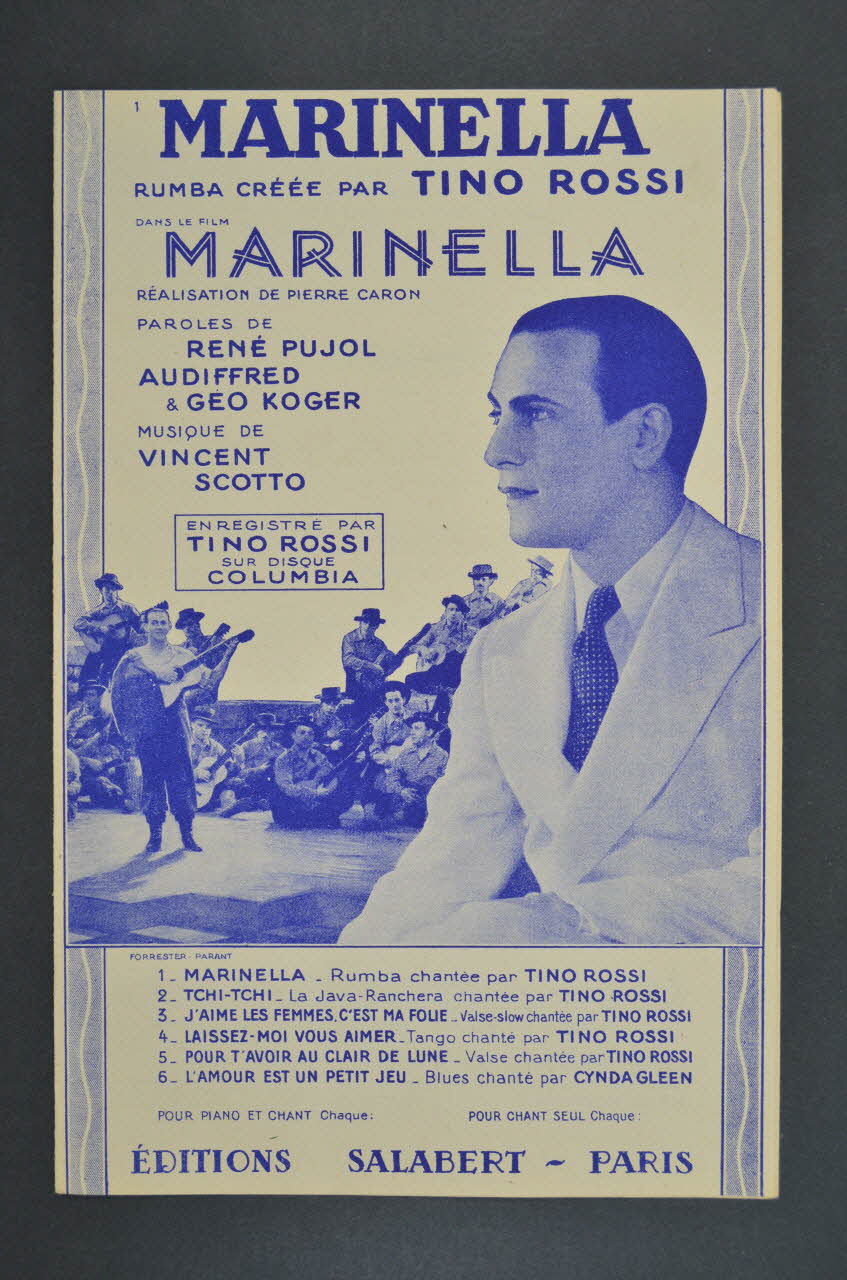 1
MARINELLA
RUMBA CRÉÉE PAR TINO ROSSI
DANS LE FILM
MARINELLA
RÉALISATION DE PIERRE CARON
PAROLES DE
RENÉ PUJOL
AUDIFFRED
& GÉO KOGER
MUSIQUE DE
VINCENT
SCOTTO
ENREGISTRÉ PAR
TINO ROSSI
SUR DISQUE
COLUMBIA
FORRESTER - PARANT
1_ MARINELLA _ Rumba chantée par TINO ROSSI
2_ TCHI-TCHI _ La Java-Ranchera chantée par TINO ROSSI
3_ J'AIME LES FEMMES, C'EST MA FOLIE _ Valse-slow chantée par TINO ROSSI
4_ LAISSEZ-MOI VOUS AIMER _ Tango chanté par TINO ROSSI
5_ POUR T'AVOIR AU CLAIR DE LUNE _ Valse chantée par TINO ROSSI
6_ L'AMOUR EST UN PETIT JEU _ Blues chanté par CYNDA GLEEN
POUR PIANO ET CHANT Chaque: POUR CHANT SEUL Chaque:
ÉDITIONS SALABERT ~ PARIS